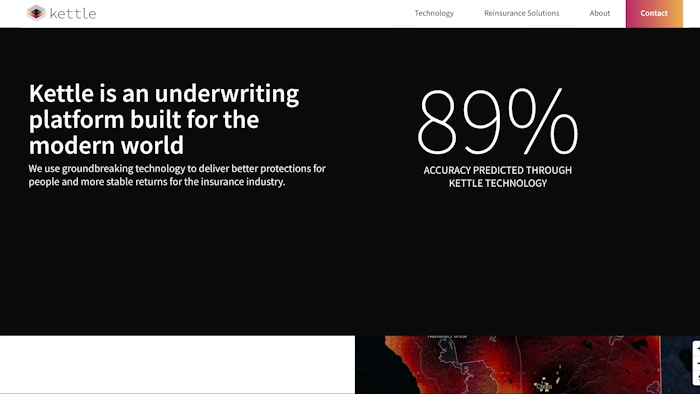 kettle
Technology
Reinsurance Solutions
About
Contact
Kettle is an underwriting
platform built for the
modern world
We use groundbreaking technology to deliver better protections for
people and more stable returns for the insurance industry.
89%
ACCURACY PREDICTED THROUGH
KETTLE TECHNOLOGY
Chico